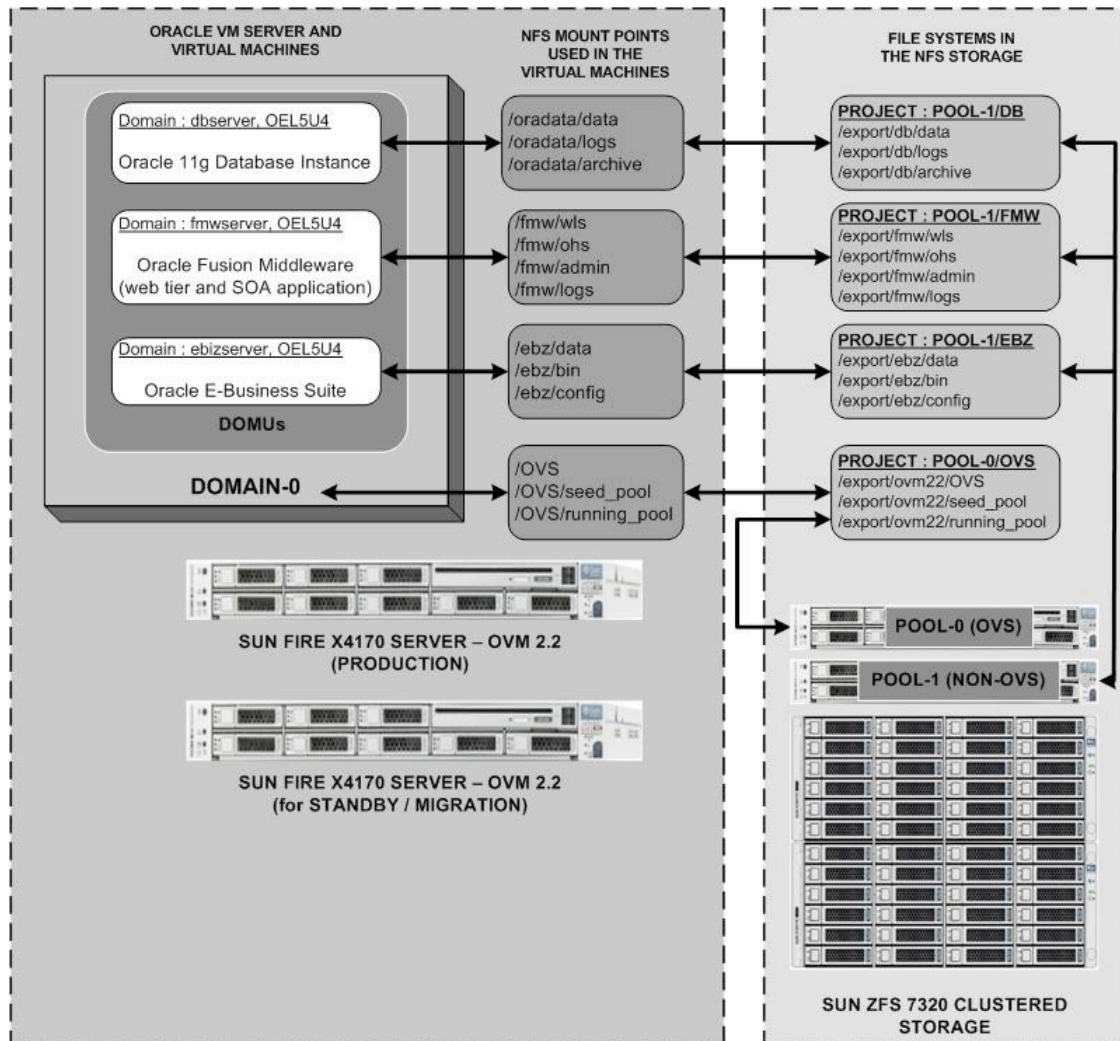 ORACLE VM SERVER AND
VIRTUAL MACHINES
NFS MOUNT POINTS
USED IN THE
VIRTUAL MACHINES
FILE SYSTEMS IN
THE NFS STORAGE
Domain : dbserver, OEL5U4
Oracle 11g Database Instance
/oradata/data
/oradata/logs
/oradata/archive
PROJECT : POOL-1/DB
/export/db/data
/export/db/logs
/export/db/archive
Domain : fmwserver, OEL5U4
Oracle Fusion Middleware
(web tier and SOA application)
/fmw/wls
/fmw/ohs
/fmw/admin
/fmw/logs
PROJECT : POOL-1/FMW
/export/fmw/wls
/export/fmw/ohs
/export/fmw/admin
/export/fmw/logs
Domain : ebizserver, OEL5U4
Oracle E-Business Suite
/ebz/data
/ebz/bin
/ebz/config
PROJECT : POOL-1/EBZ
/export/ebz/data
/export/ebz/bin
/export/ebz/config
DOMUs
DOMAIN-0
/OVS
/OVS/seed_pool
/OVS/running_pool
PROJECT : POOL-0/OVS
/export/ovm22/OVS
/export/ovm22/seed_pool
/export/ovm22/running_pool
SUN FIRE X4170 SERVER – OVM 2.2
(PRODUCTION)
SUN FIRE X4170 SERVER – OVM 2.2
(for STANDBY / MIGRATION)
POOL-0 (OVS)
POOL-1 (NON-OVS)
SUN ZFS 7320 CLUSTERED
STORAGE